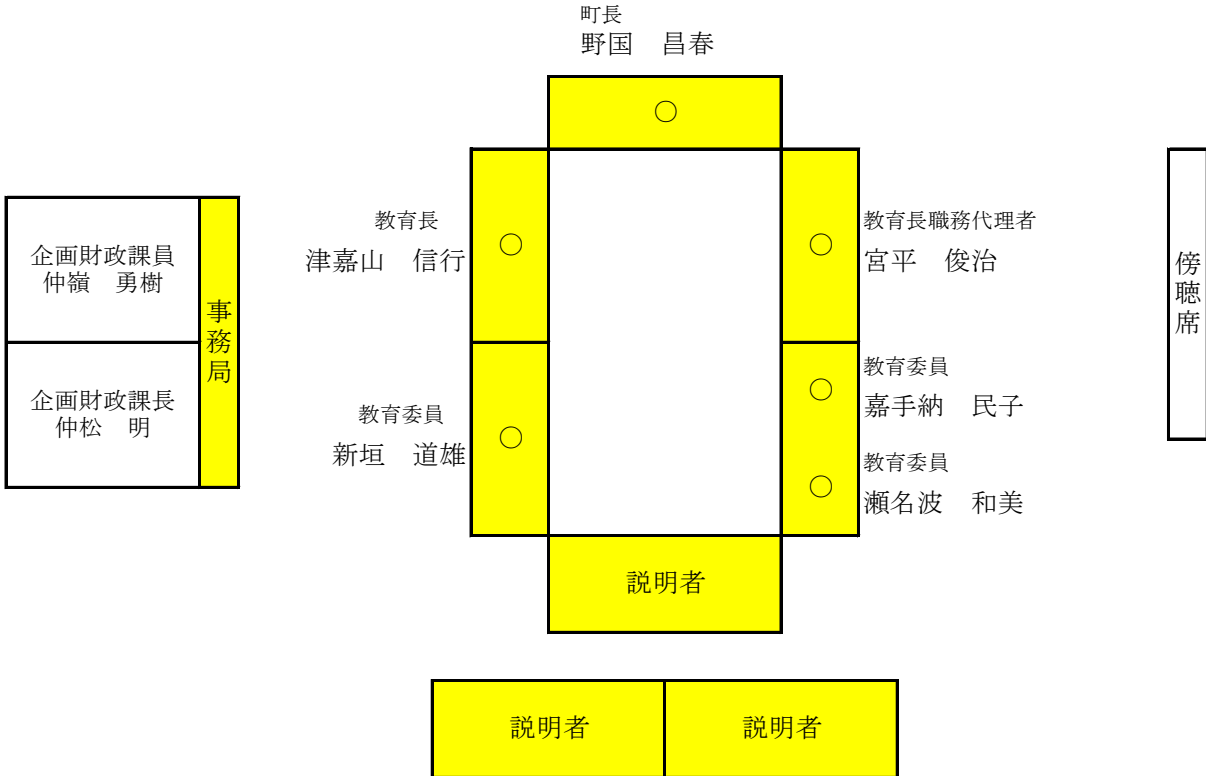 町長
野国　昌春
○
教育長
津嘉山　信行
○
○
教育長職務代理者
宮平　俊治
企画財政課員
仲嶺　勇樹
事務局
企画財政課長
仲松　明
傍聴席
教育委員
新垣　道雄
○
○
教育委員
嘉手納　民子
○
教育委員
瀬名波　和美
説明者
説明者
説明者